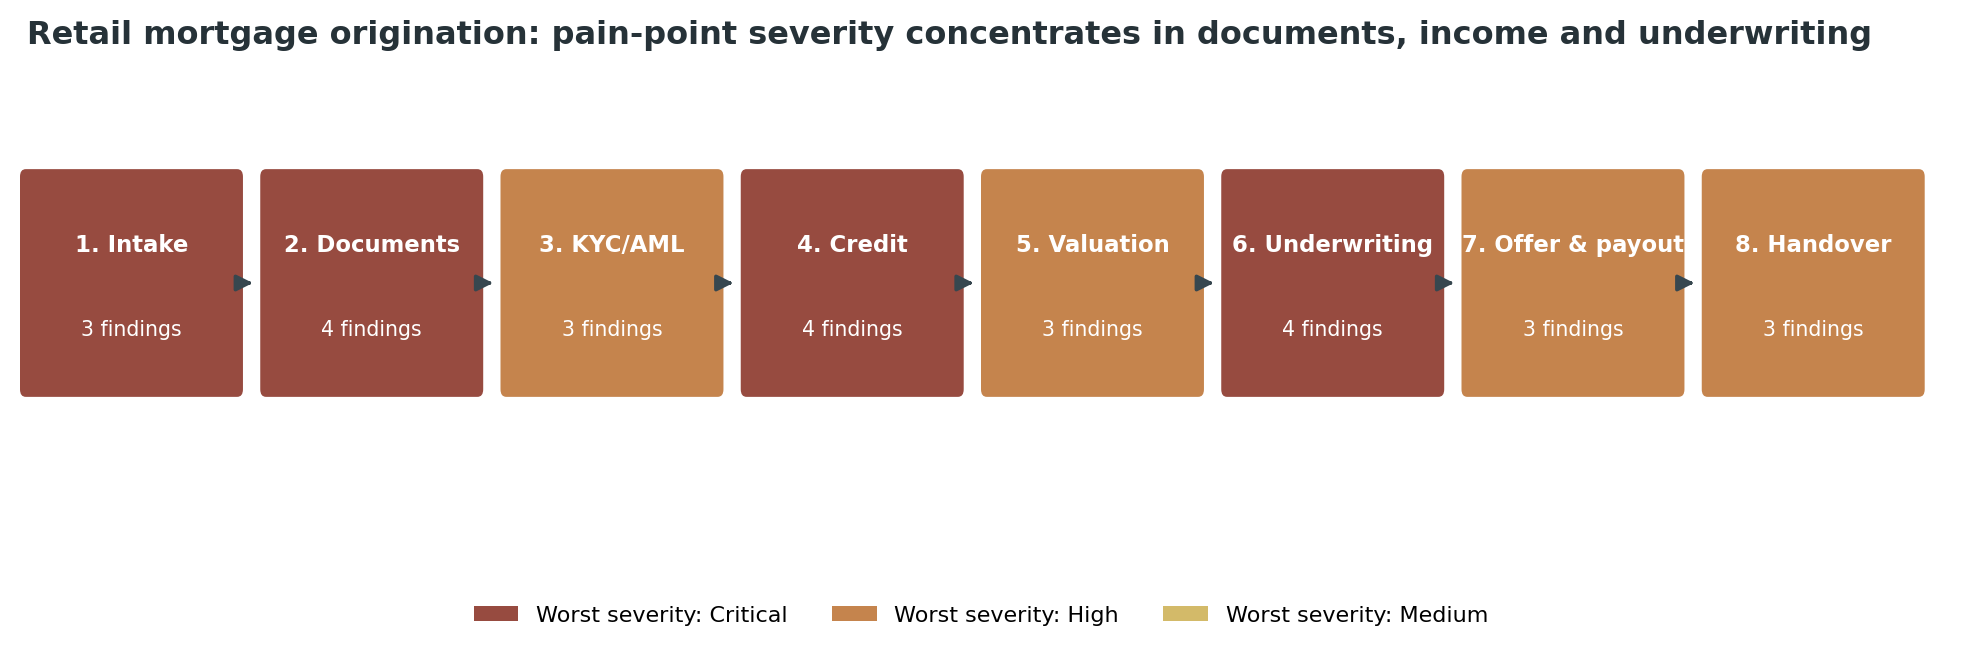 Retail mortgage origination: pain-point severity concentrates in documents, income and underwriting
1. Intake
3 findings
2. Documents
4 findings
3. KYC/AML
3 findings
4. Credit
4 findings
5. Valuation
3 findings
6. Underwriting
4 findings
7. Offer & payout
3 findings
8. Handover
3 findings
Worst severity: Critical
Worst severity: High
Worst severity: Medium